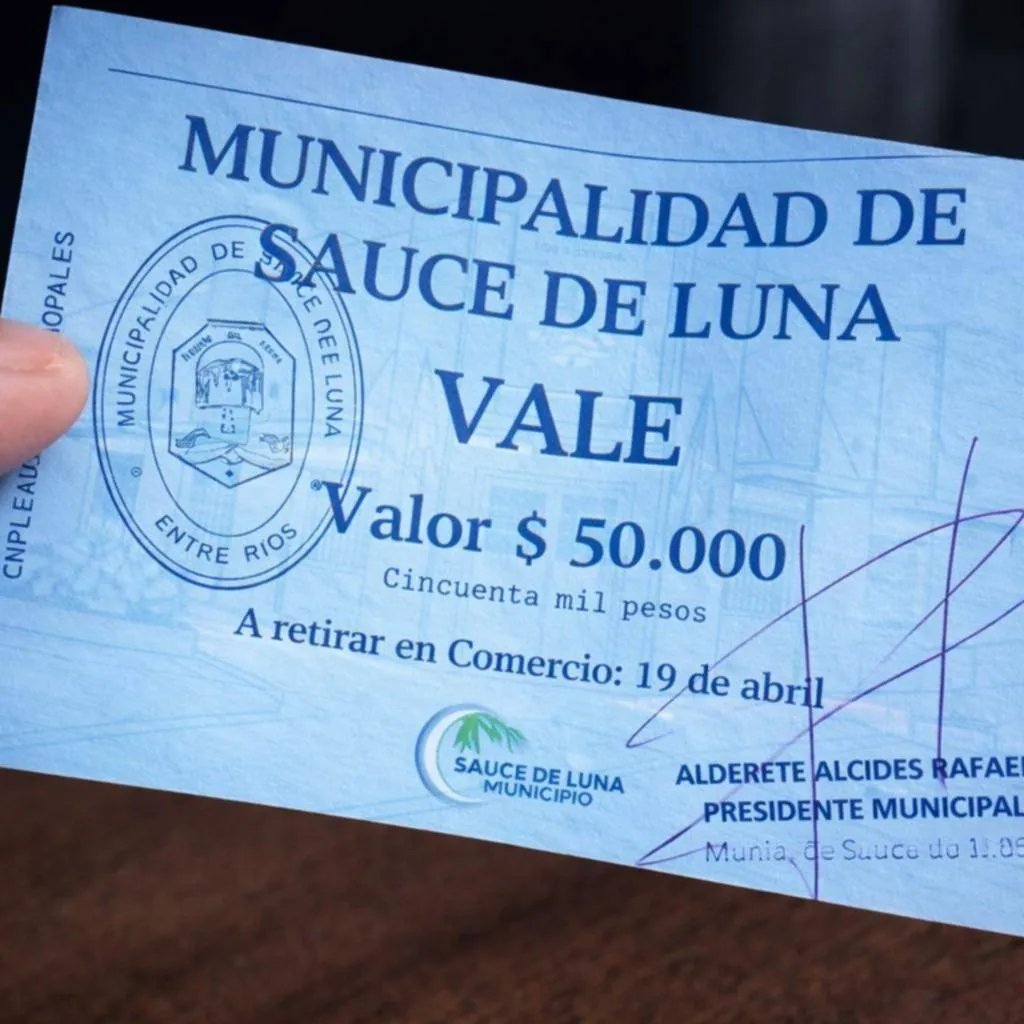 MUNICIPALIDAD DE
SAUCE DE LUNA
VALE
Valor $ 50.000
Cincuenta mil pesos
A retirar en Comercio: 19 de abril
MUNICIPALIDAD DE SAUCE DEE LUNA
ENTRE RIOS
SAUCE DE LUNA
MUNICIPIO
ALDERETE ALCIDES RAFAEL
PRESIDENTE MUNICIPAL